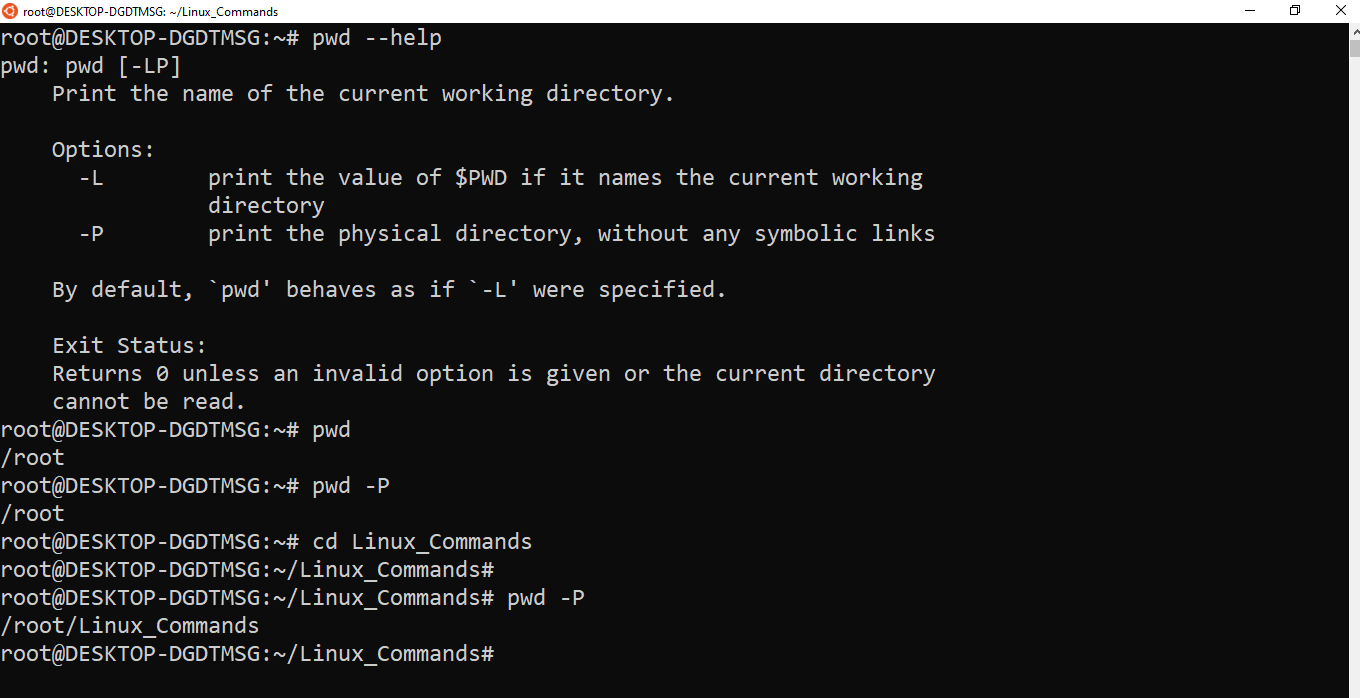 root@DESKTOP-DGDTMSG: ~/Linux_Commands
root@DESKTOP-DGDTMSG:~# pwd --help
pwd: pwd [-LP]
    Print the name of the current working directory.

    Options:
      -L        print the value of $PWD if it names the current working
                directory
      -P        print the physical directory, without any symbolic links

    By default, `pwd' behaves as if `-L' were specified.

    Exit Status:
    Returns 0 unless an invalid option is given or the current directory
    cannot be read.
root@DESKTOP-DGDTMSG:~# pwd
/root
root@DESKTOP-DGDTMSG:~# pwd -P
/root
root@DESKTOP-DGDTMSG:~# cd Linux_Commands
root@DESKTOP-DGDTMSG:~/Linux_Commands#
root@DESKTOP-DGDTMSG:~/Linux_Commands# pwd -P
/root/Linux_Commands
root@DESKTOP-DGDTMSG:~/Linux_Commands#